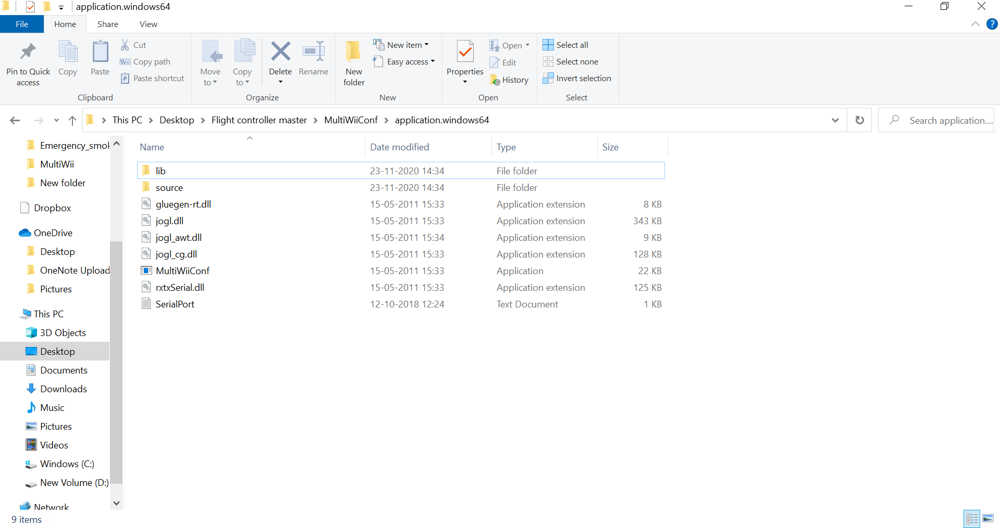 application.windows64
File Home Share View
Pin to Quick access
Copy
Paste
Cut
Copy path
Paste shortcut
Clipboard
Move to
Copy to
Delete
Rename
Organize
New folder
New item
Easy access
New
Properties
Open
Edit
History
Open
Select all
Select none
Invert selection
Select
This PC > Desktop > Flight controller master > MultiWiiConf > application.windows64
Search application....
Emergency_smok
MultiWii
New folder
Dropbox
OneDrive
Desktop
OneNote Upload
Pictures
This PC
3D Objects
Desktop
Documents
Downloads
Music
Pictures
Videos
Windows (C:)
New Volume (D:)
Network
Name Date modified Type Size
lib 23-11-2020 14:34 File folder
source 23-11-2020 14:34 File folder
gluegen-rt.dll 15-05-2011 15:33 Application extension 8 KB
jogl.dll 15-05-2011 15:33 Application extension 343 KB
jogl_awt.dll 15-05-2011 15:34 Application extension 9 KB
jogl_cg.dll 15-05-2011 15:33 Application extension 128 KB
MultiWiiConf 15-05-2011 15:33 Application 22 KB
rxtxSerial.dll 15-05-2011 15:33 Application extension 125 KB
SerialPort 12-10-2018 12:24 Text Document 1 KB
9 items